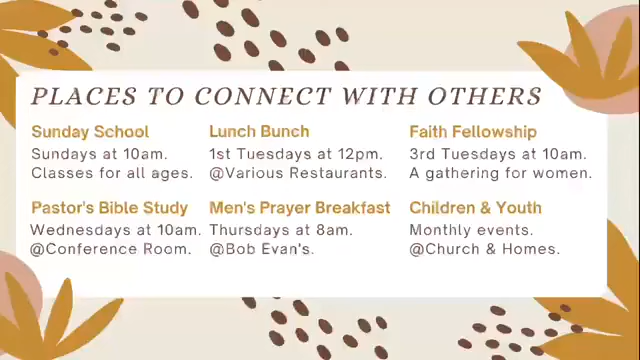 PLACES TO CONNECT WITH OTHERS
Sunday School
Sundays at 10am.
Classes for all ages.
Lunch Bunch
1st Tuesdays at 12pm.
@Various Restaurants.
Faith Fellowship
3rd Tuesdays at 10am.
A gathering for women.
Pastor's Bible Study
Wednesdays at 10am.
@Conference Room.
Men's Prayer Breakfast
Thursdays at 8am.
@Bob Evan's.
Children & Youth
Monthly events.
@Church & Homes.